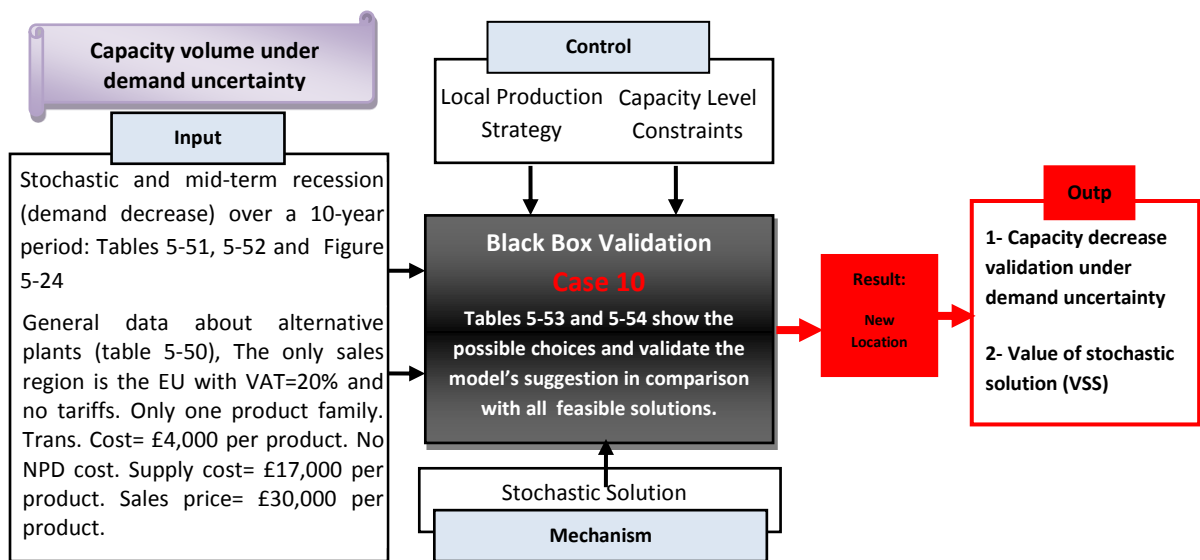 Capacity volume under
demand uncertainty
Input
Stochastic and mid-term recession
(demand decrease) over a 10-year
period: Tables 5-51, 5-52 and Figure
5-24
General data about alternative
plants (table 5-50), The only sales
region is the EU with VAT=20% and
no tariffs. Only one product family.
Trans. Cost= £4,000 per product. No
NPD cost. Supply cost= £17,000 per
product. Sales price= £30,000 per
product.
Control
Local Production
Strategy
Capacity Level
Constraints
Black Box Validation
Case 10
Tables 5-53 and 5-54 show the
possible choices and validate the
model’s suggestion in comparison
with all feasible solutions.
Stochastic Solution
Mechanism
Result:
New
Location
Outp
1- Capacity decrease
validation under
demand uncertainty
2- Value of stochastic
solution (VSS)